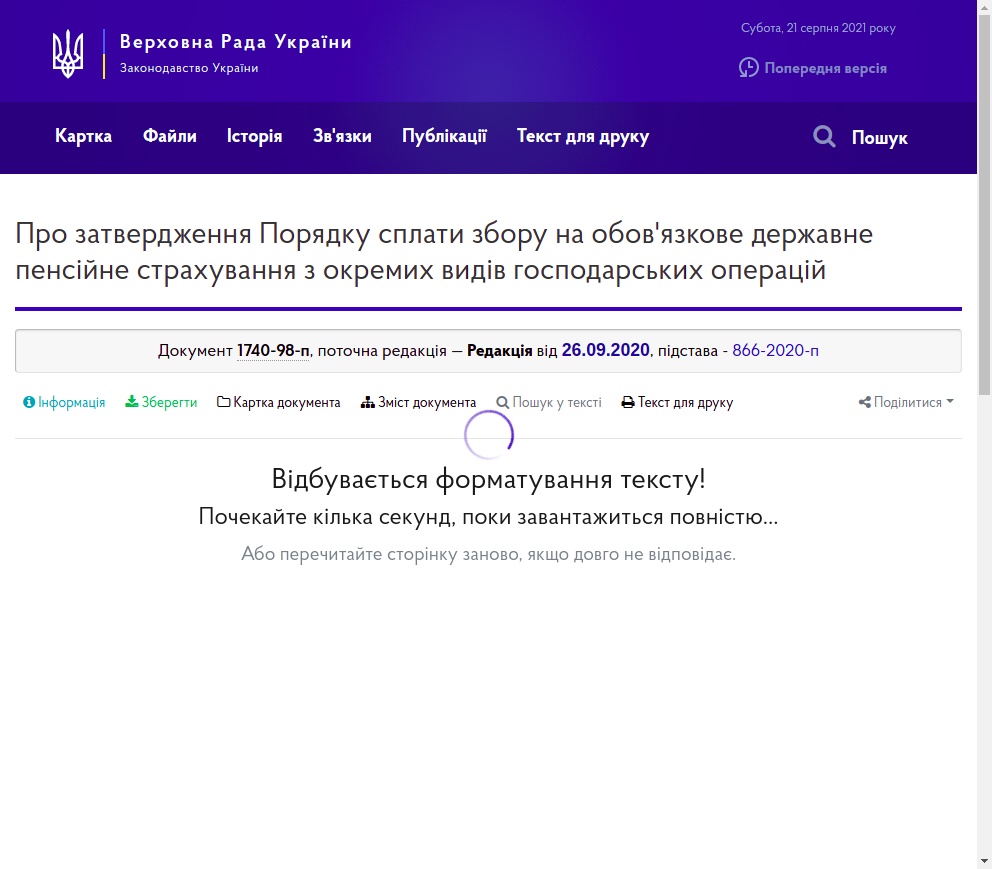 Верховна Рада України
Законодавство України
Субота, 21 серпня 2021 року
Попередня версія
Картка Файли Історія Зв'язки Публікації Текст для друку Пошук
Про затвердження Порядку сплати збору на обов'язкове державне
пенсійне страхування з окремих видів господарських операцій
Документ 1740-98-п, поточна редакція — Редакція від 26.09.2020, підстава - 866-2020-п
Інформація Зберегти Картка документа Зміст документа Пошук у тексті Текст для друку Поділитися
Відбувається форматування тексту!
Почекайте кілька секунд, поки завантажиться повністю...
Або перечитайте сторінку заново, якщо довго не відповідає.